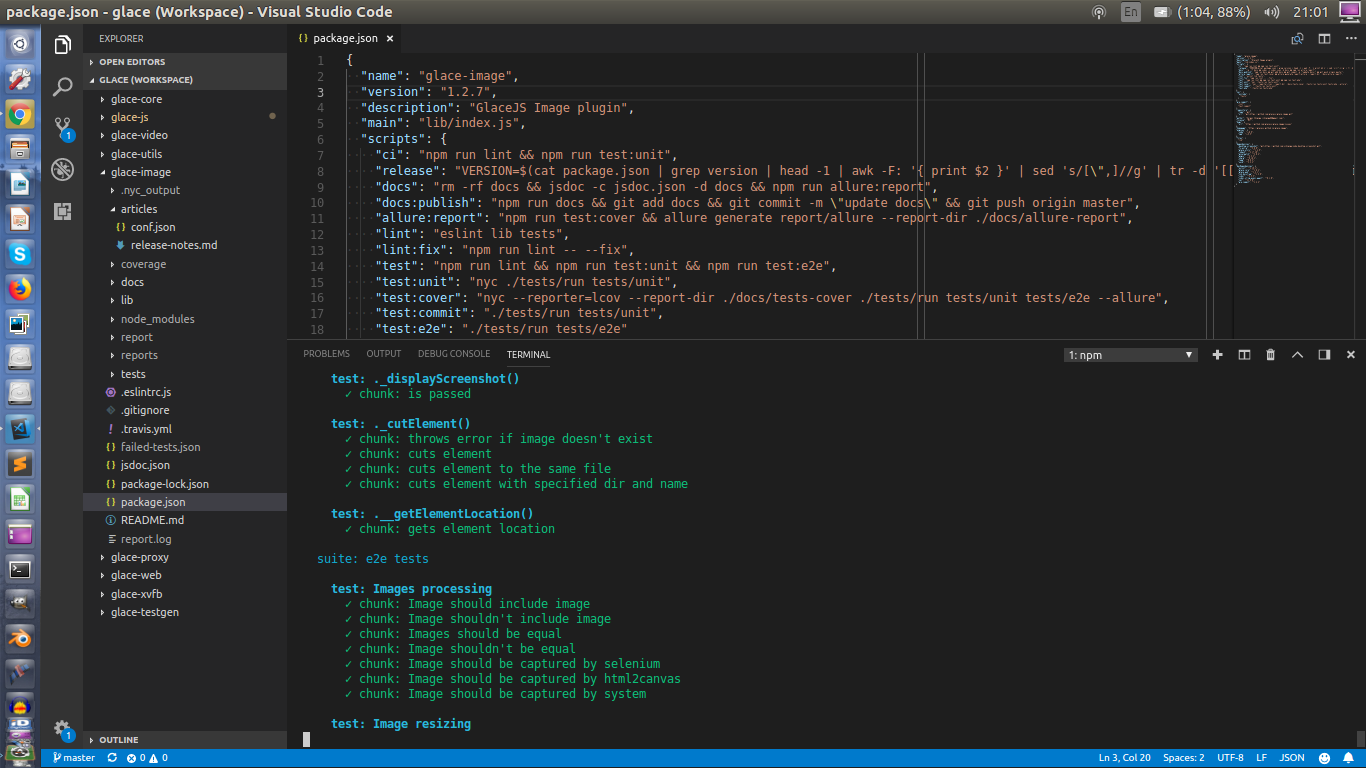 package.json - glace (Workspace) - Visual Studio Code
En (1:04, 88%) 21:01
EXPLORER
OPEN EDITORS
GLACE (WORKSPACE)
glace-core
glace-js
glace-video
glace-utils
glace-image
.nyc_output
articles
conf.json
release-notes.md
coverage
docs
lib
node_modules
report
reports
tests
.eslintrc.js
.gitignore
.travis.yml
failed-tests.json
jsdoc.json
package-lock.json
package.json
README.md
report.log
glace-proxy
glace-web
glace-xvfb
glace-testgen
OUTLINE
1
1
{ } package.json ×
1 {
2 "name": "glace-image",
3 "version": "1.2.7",
4 "description": "GlaceJS Image plugin",
5 "main": "lib/index.js",
6 "scripts": {
7 "ci": "npm run lint && npm run test:unit",
8 "release": "VERSION=$(cat package.json | grep version | head -1 | awk -F: '{ print $2 }' | sed 's/[\",]//g' | tr -d '[[
9 "docs": "rm -rf docs && jsdoc -c jsdoc.json -d docs && npm run allure:report",
10 "docs:publish": "npm run docs && git add docs && git commit -m \"update docs\" && git push origin master",
11 "allure:report": "npm run test:cover && allure generate report/allure --report-dir ./docs/allure-report",
12 "lint": "eslint lib tests",
13 "lint:fix": "npm run lint -- --fix",
14 "test": "npm run lint && npm run test:unit && npm run test:e2e",
15 "test:unit": "nyc ./tests/run tests/unit",
16 "test:cover": "nyc --reporter=lcov --report-dir ./docs/tests-cover ./tests/run tests/unit tests/e2e --allure",
17 "test:commit": "./tests/run tests/unit",
18 "test:e2e": "./tests/run tests/e2e"
PROBLEMS OUTPUT DEBUG CONSOLE TERMINAL 1: npm
test: ._displayScreenshot()
✓ chunk: is passed
test: ._cutElement()
✓ chunk: throws error if image doesn't exist
✓ chunk: cuts element
✓ chunk: cuts element to the same file
✓ chunk: cuts element with specified dir and name
test: .__getElementLocation()
✓ chunk: gets element location
suite: e2e tests
test: Images processing
✓ chunk: Image should include image
✓ chunk: Image shouldn't include image
✓ chunk: Images should be equal
✓ chunk: Image shouldn't be equal
✓ chunk: Image should be captured by selenium
✓ chunk: Image should be captured by html2canvas
✓ chunk: Image should be captured by system
test: Image resizing
master 0 0 Ln 3, Col 20 Spaces: 2 UTF-8 LF JSON